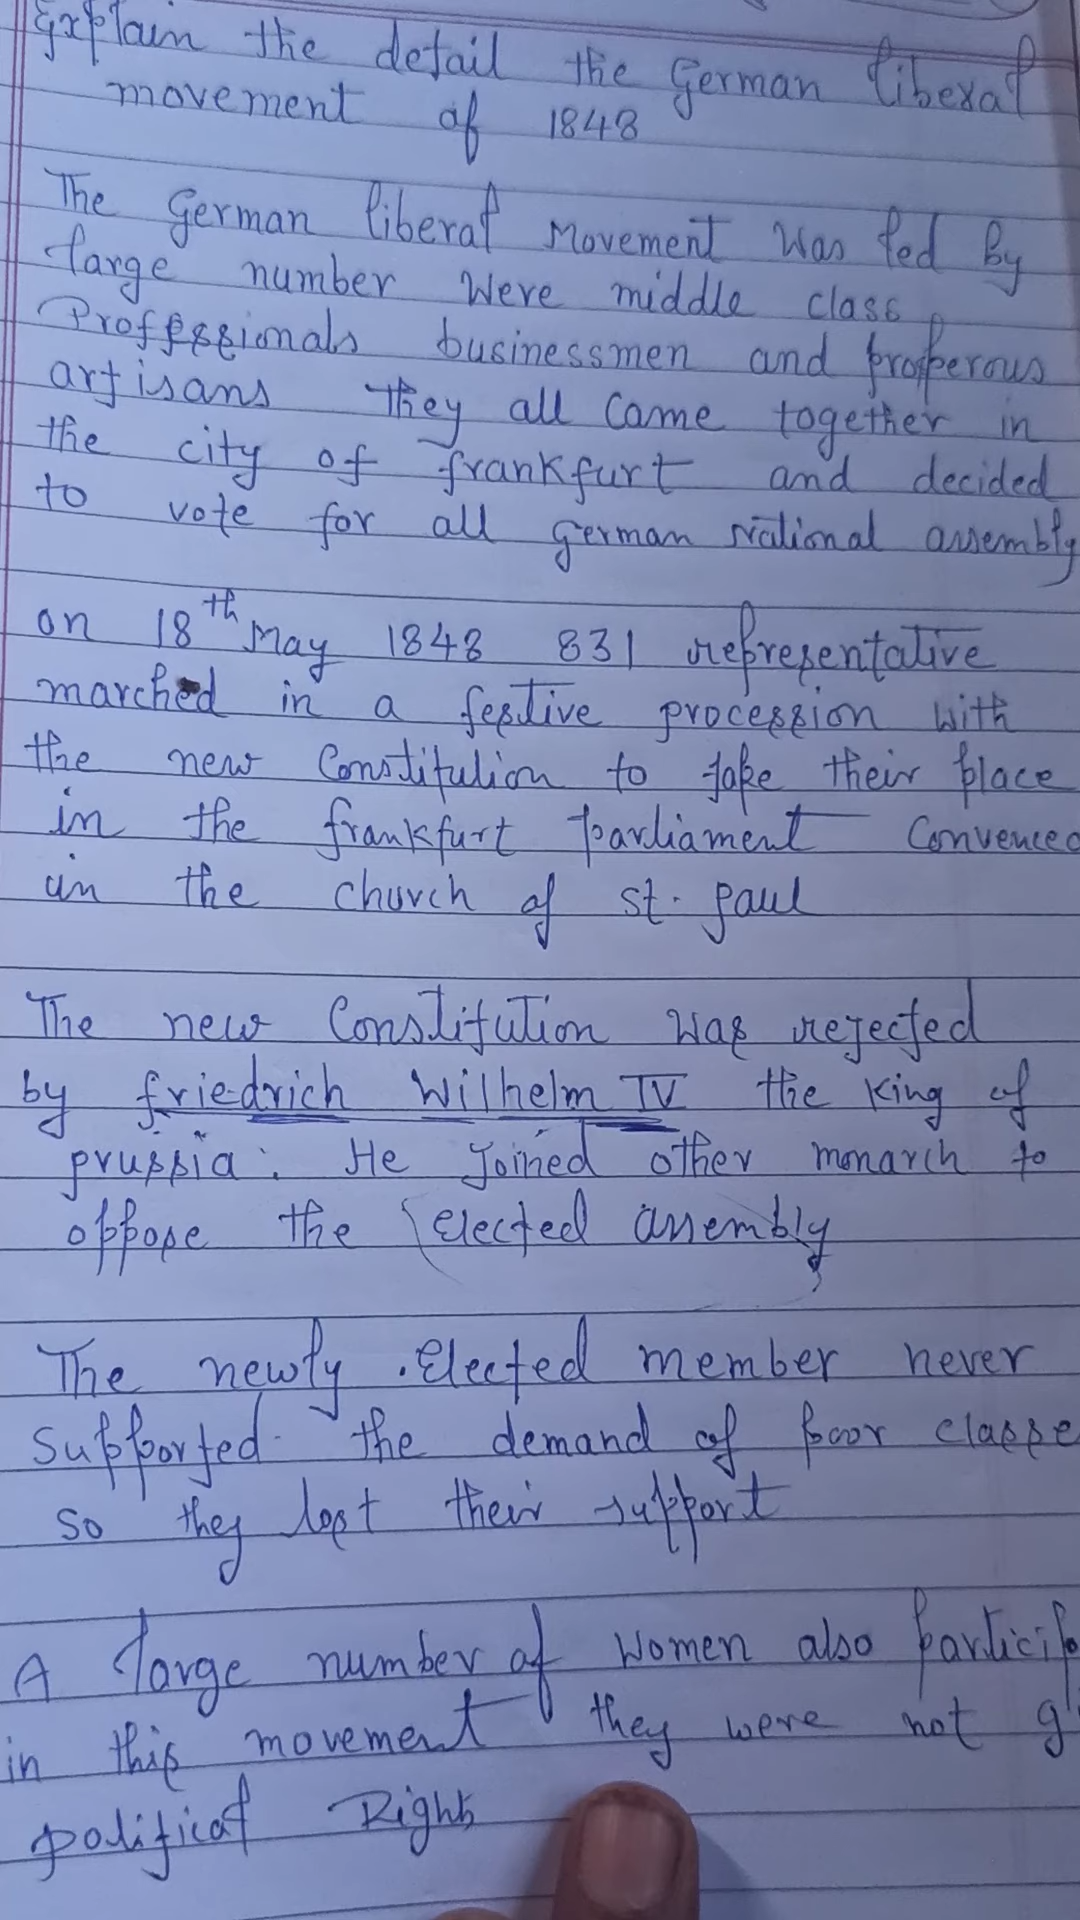 Explain the detail the German liberal
movement of 1848
The German liberal Movement was led by
large number were middle class
Professionals businessmen and prosperous
artisans They all came together in
the city of frankfurt and decided
to vote for all german national assembly
on 18th May 1848 831 representative
marched in a festive procession with
the new Constitution to take their place
in the frankfurt parliament convened
in the church of st. paul
The new Constitution was rejected
by friedrich wilhelm IV the king of
prussia. He joined other monarch to
oppose the elected assembly
The newly Elected member never
supported the demand of poor classe
so they lost their support
A large number of women also particip
in this movement they were not g
political Rights